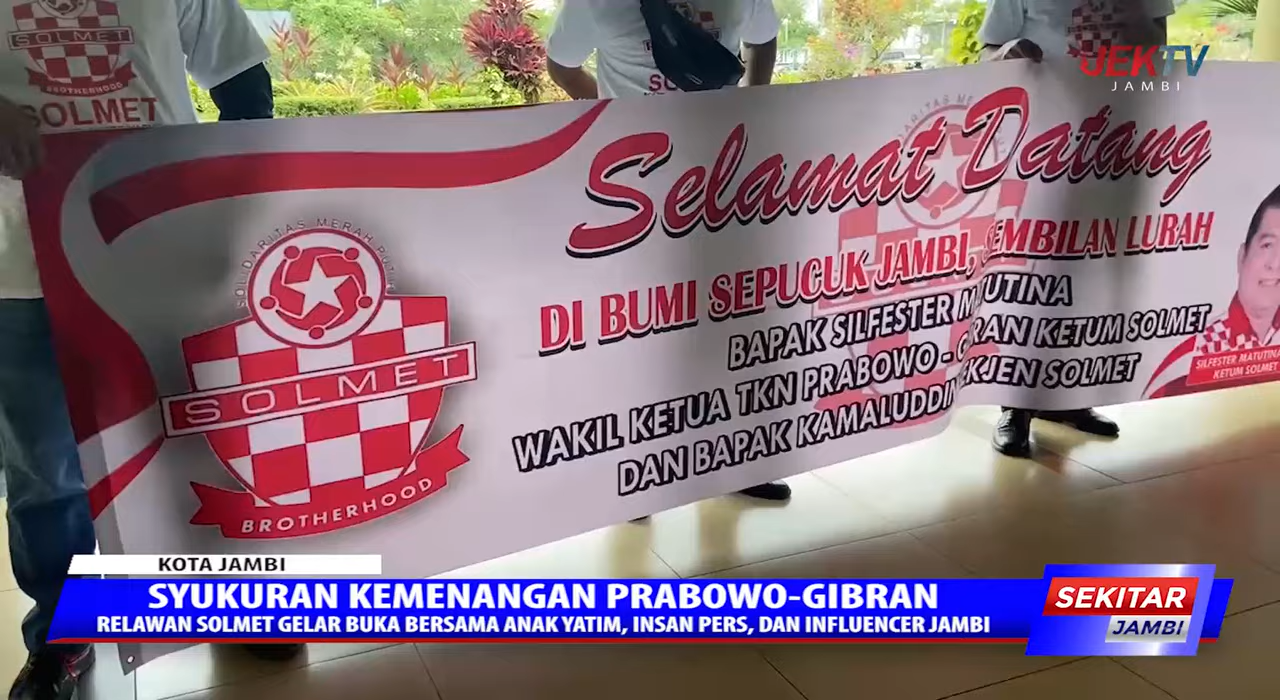 SOLMET
BROTHERHOOD
SOLMET
JEKTV
JAMBI
Selamat Datang
DI BUMI SEPUCUK JAMBI, SEMBILAN LURAH
BAPAK SILFESTER MATUTINA
WAKIL KETUA TKN PRABOWO - GIBRAN KETUM SOLMET
DAN BAPAK KAMALUDDIN SEKJEN SOLMET
SOLIDARITAS MERAH PUTIH
SOLMET
BROTHERHOOD
SILFESTER MATUTINA
KETUM SOLMET
KOTA JAMBI
SYUKURAN KEMENANGAN PRABOWO-GIBRAN
RELAWAN SOLMET GELAR BUKA BERSAMA ANAK YATIM, INSAN PERS, DAN INFLUENCER JAMBI
SEKITAR
JAMBI